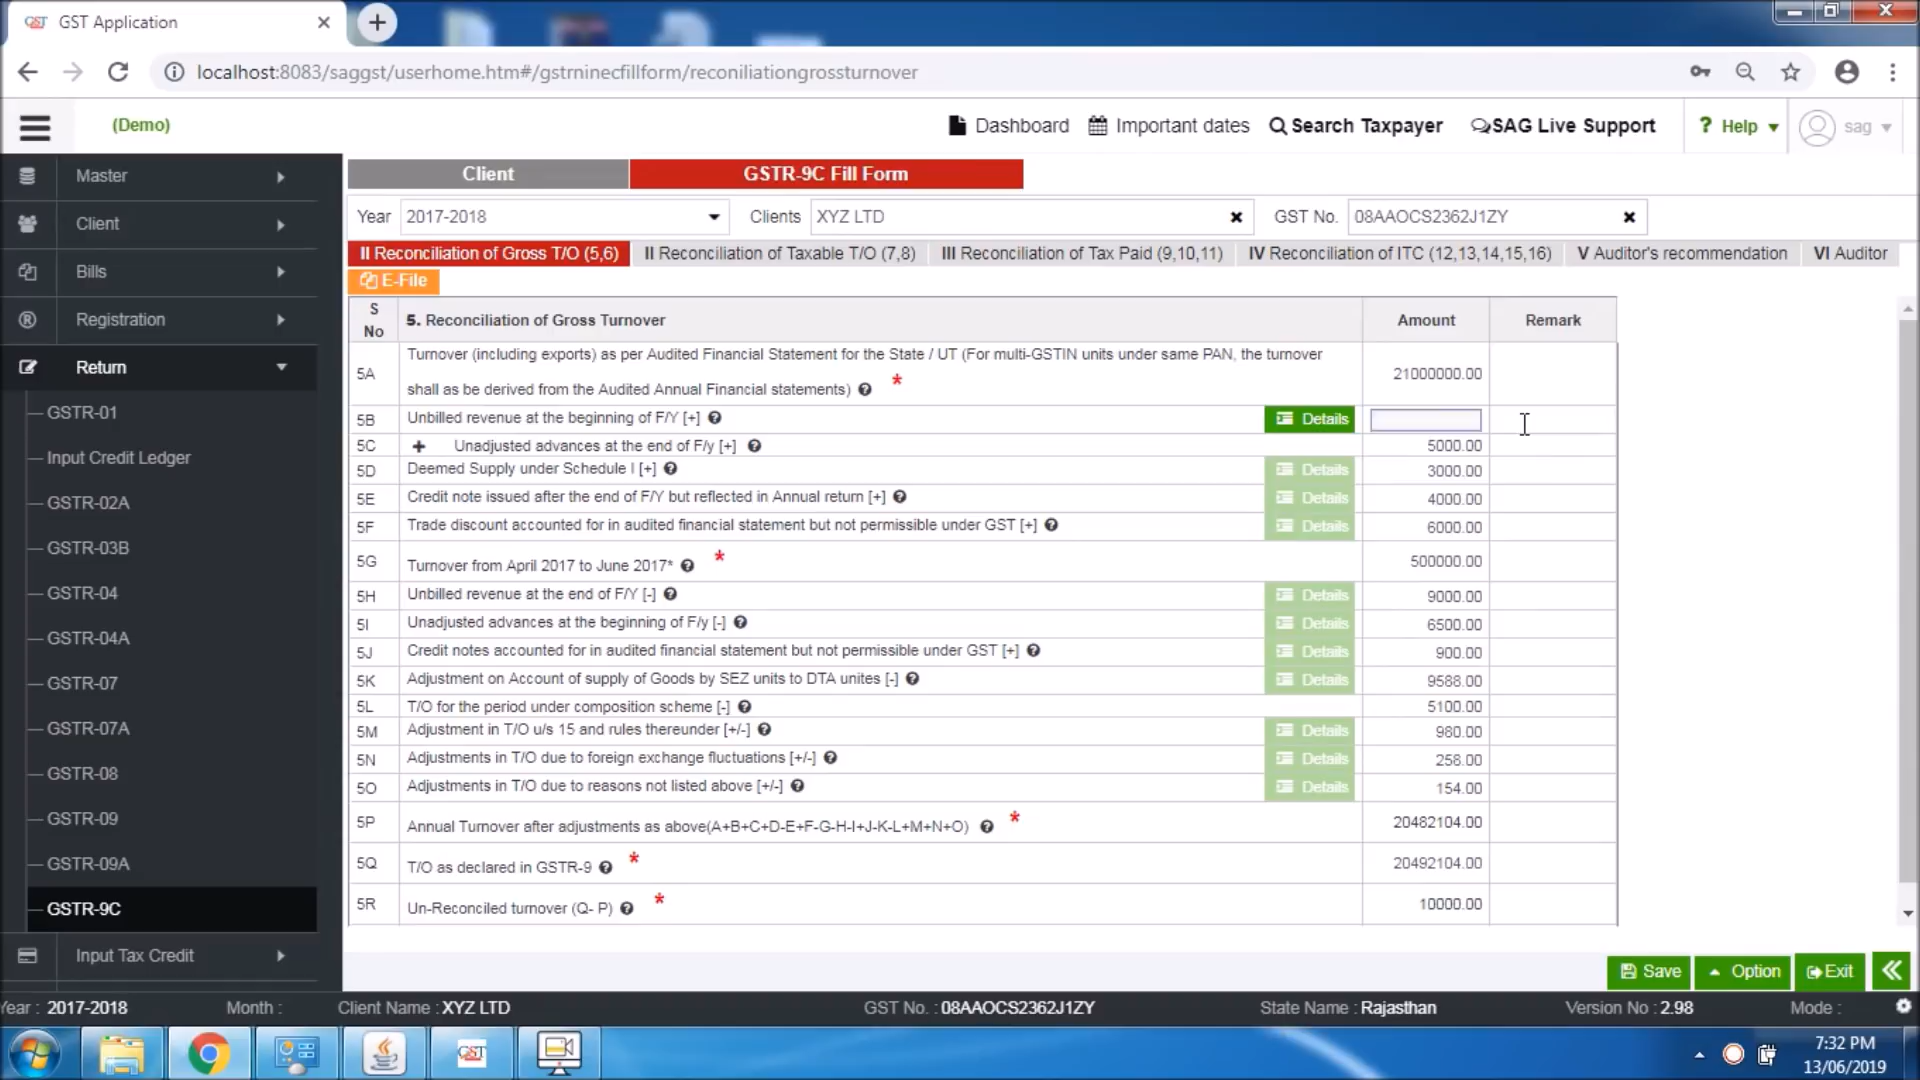 GST GST Application
localhost:8083/saggst/userhome.htm#/gstrninecfillform/reconiliationgrossturnover
(Demo)
Dashboard Important dates Search Taxpayer SAG Live Support ? Help sag
Master
Client
Bills
Registration
Return
GSTR-01
Input Credit Ledger
GSTR-02A
GSTR-03B
GSTR-04
GSTR-04A
GSTR-07
GSTR-07A
GSTR-08
GSTR-09
GSTR-09A
GSTR-9C
Input Tax Credit
Client GSTR-9C Fill Form
Year 2017-2018 Clients XYZ LTD GST No. 08AAOCS2362J1ZY
II Reconciliation of Gross T/O (5,6) II Reconciliation of Taxable T/O (7,8) III Reconciliation of Tax Paid (9,10,11) IV Reconciliation of ITC (12,13,14,15,16) V Auditor's recommendation VI Auditor
E-File
S No 5. Reconciliation of Gross Turnover Amount Remark
5A Turnover (including exports) as per Audited Financial Statement for the State / UT (For multi-GSTIN units under same PAN, the turnover
shall as be derived from the Audited Annual Financial statements) * 21000000.00
5B Unbilled revenue at the beginning of F/Y [+] Details
5C + Unadjusted advances at the end of F/y [+] 5000.00
5D Deemed Supply under Schedule I [+] Details 3000.00
5E Credit note issued after the end of F/Y but reflected in Annual return [+] Details 4000.00
5F Trade discount accounted for in audited financial statement but not permissible under GST [+] Details 6000.00
5G Turnover from April 2017 to June 2017* * 500000.00
5H Unbilled revenue at the end of F/Y [-] Details 9000.00
5I Unadjusted advances at the beginning of F/y [-] Details 6500.00
5J Credit notes accounted for in audited financial statement but not permissible under GST [+] Details 900.00
5K Adjustment on Account of supply of Goods by SEZ units to DTA unites [-] Details 9588.00
5L T/O for the period under composition scheme [-] 5100.00
5M Adjustment in T/O u/s 15 and rules thereunder [+/-] Details 980.00
5N Adjustments in T/O due to foreign exchange fluctuations [+/-] Details 258.00
5O Adjustments in T/O due to reasons not listed above [+/-] Details 154.00
5P Annual Turnover after adjustments as above(A+B+C+D-E+F-G-H-I+J-K-L+M+N+O) * 20482104.00
5Q T/O as declared in GSTR-9 * 20492104.00
5R Un-Reconciled turnover (Q- P) * 10000.00
Save Option Exit
Year : 2017-2018 Month : Client Name : XYZ LTD GST No. : 08AAOCS2362J1ZY State Name : Rajasthan Version No : 2.98 Mode :
GST
7:32 PM
13/06/2019